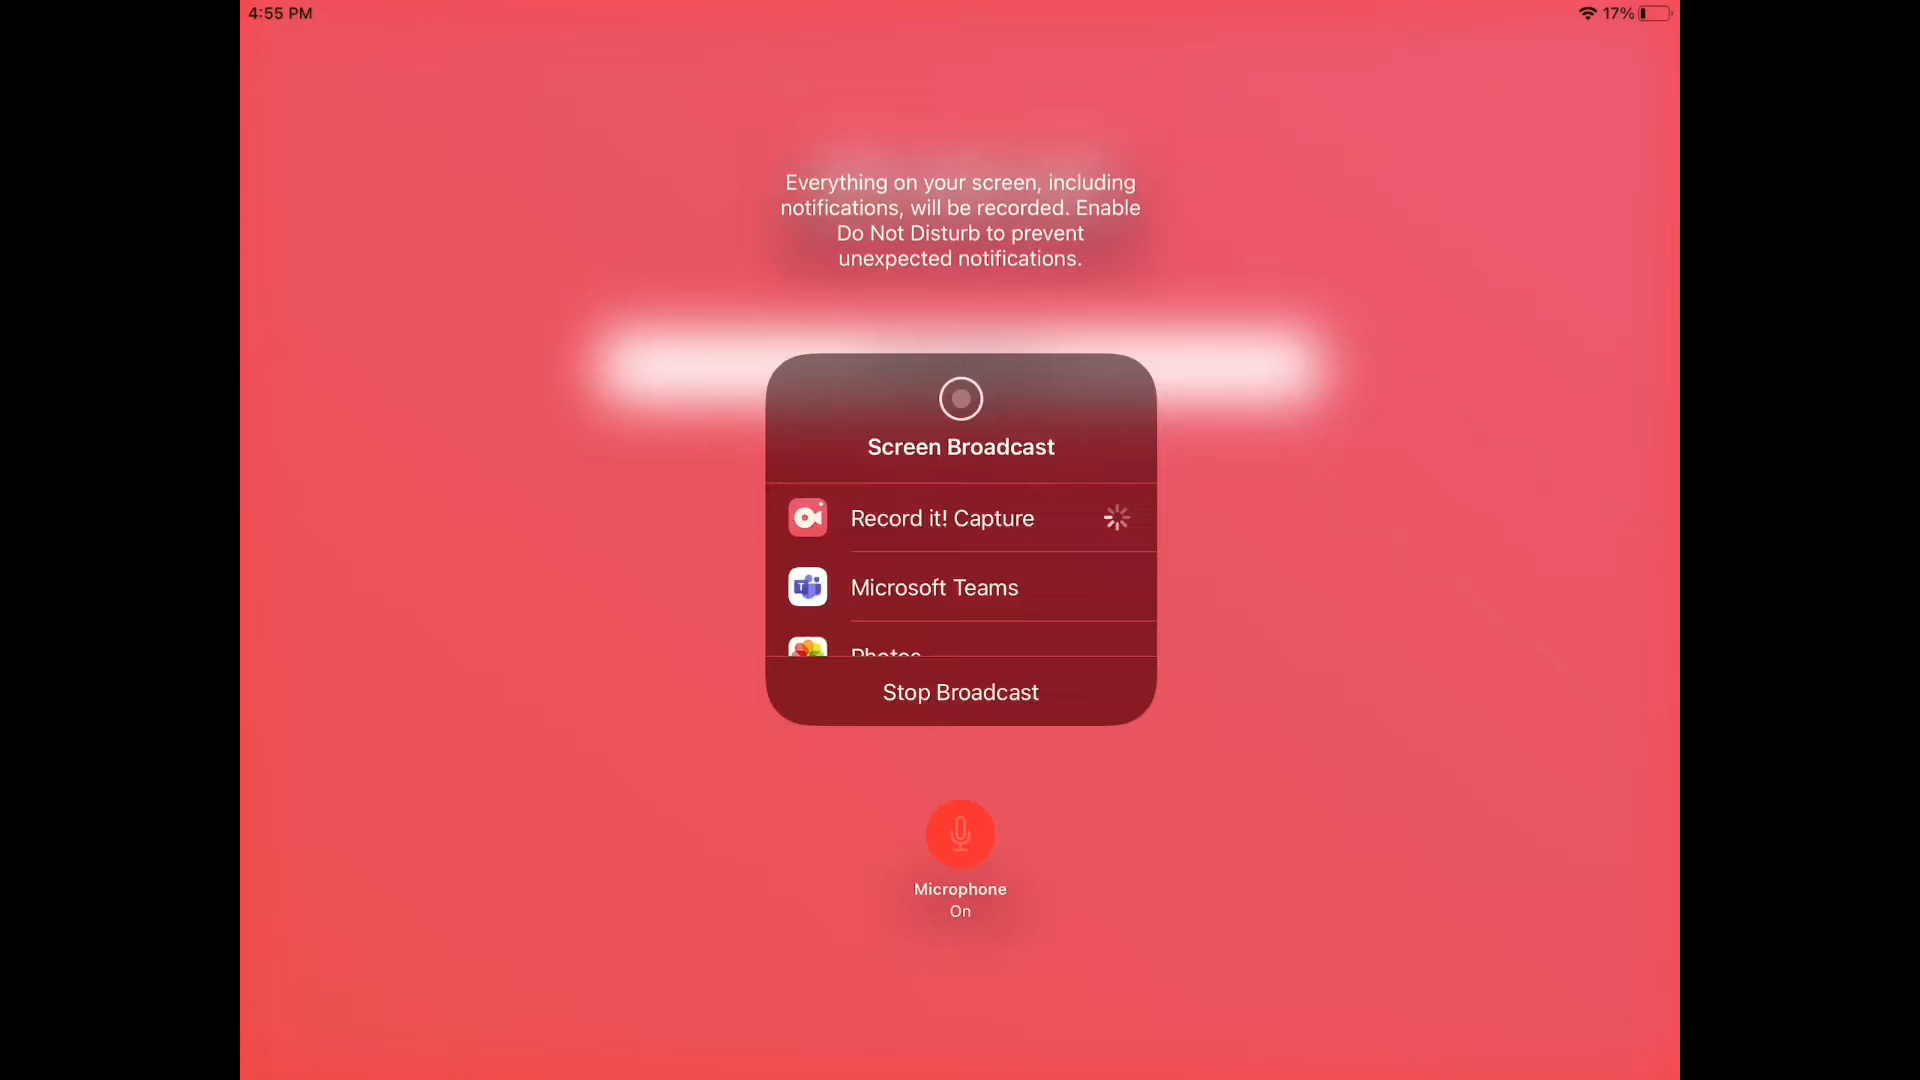 4:55 PM
17%
Everything on your screen, including
notifications, will be recorded. Enable
Do Not Disturb to prevent
unexpected notifications.
Screen Broadcast
Record it! Capture
Microsoft Teams
Photos
Stop Broadcast
Microphone
On